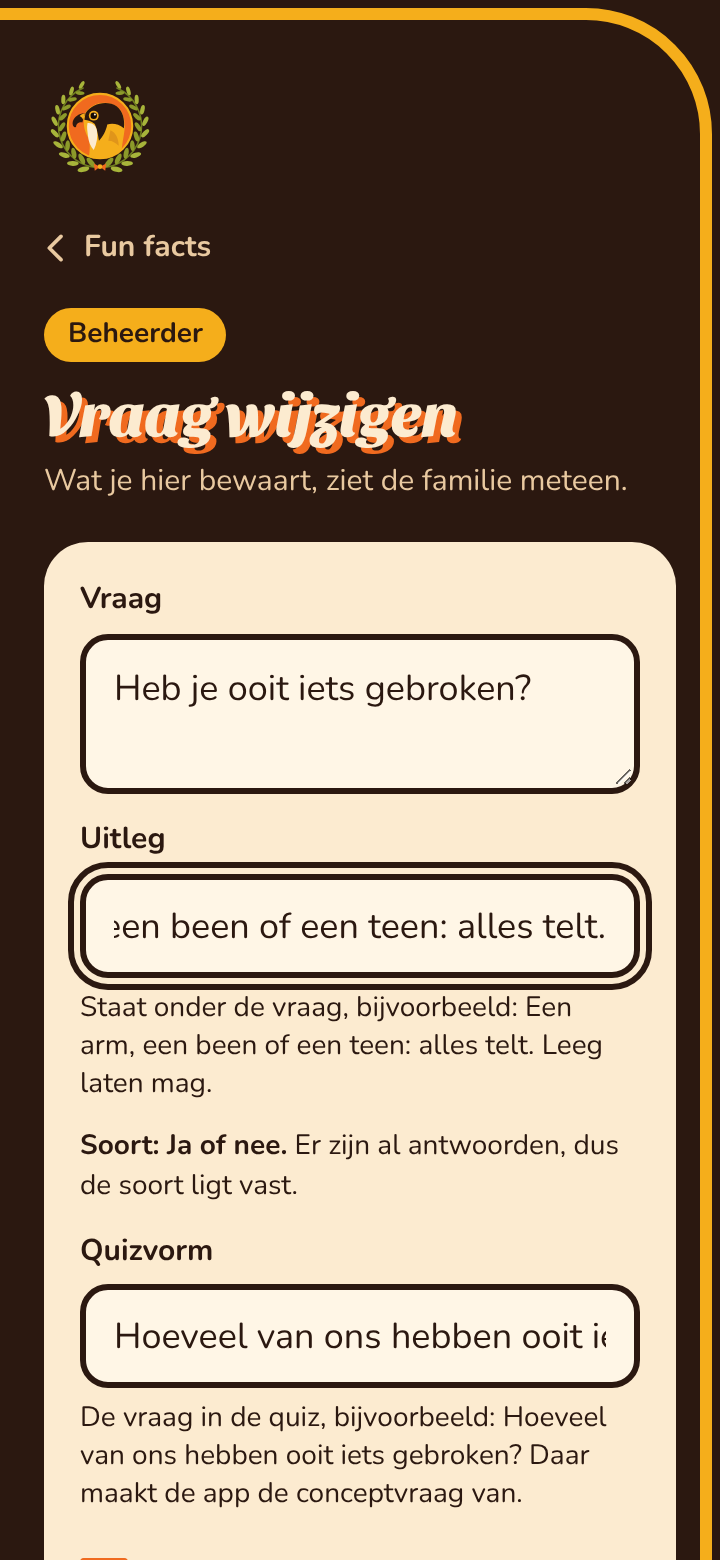 Fun facts
Beheerder
Vraag wijzigen
Wat je hier bewaart, ziet de familie meteen.
Vraag
Heb je ooit iets gebroken?
Uitleg
een been of een teen: alles telt.
Staat onder de vraag, bijvoorbeeld: Een
arm, een been of een teen: alles telt. Leeg
laten mag.
Soort: Ja of nee. Er zijn al antwoorden, dus
de soort ligt vast.
Quizvorm
Hoeveel van ons hebben ooit ie
De vraag in de quiz, bijvoorbeeld: Hoeveel
van ons hebben ooit iets gebroken? Daar
maakt de app de conceptvraag van.